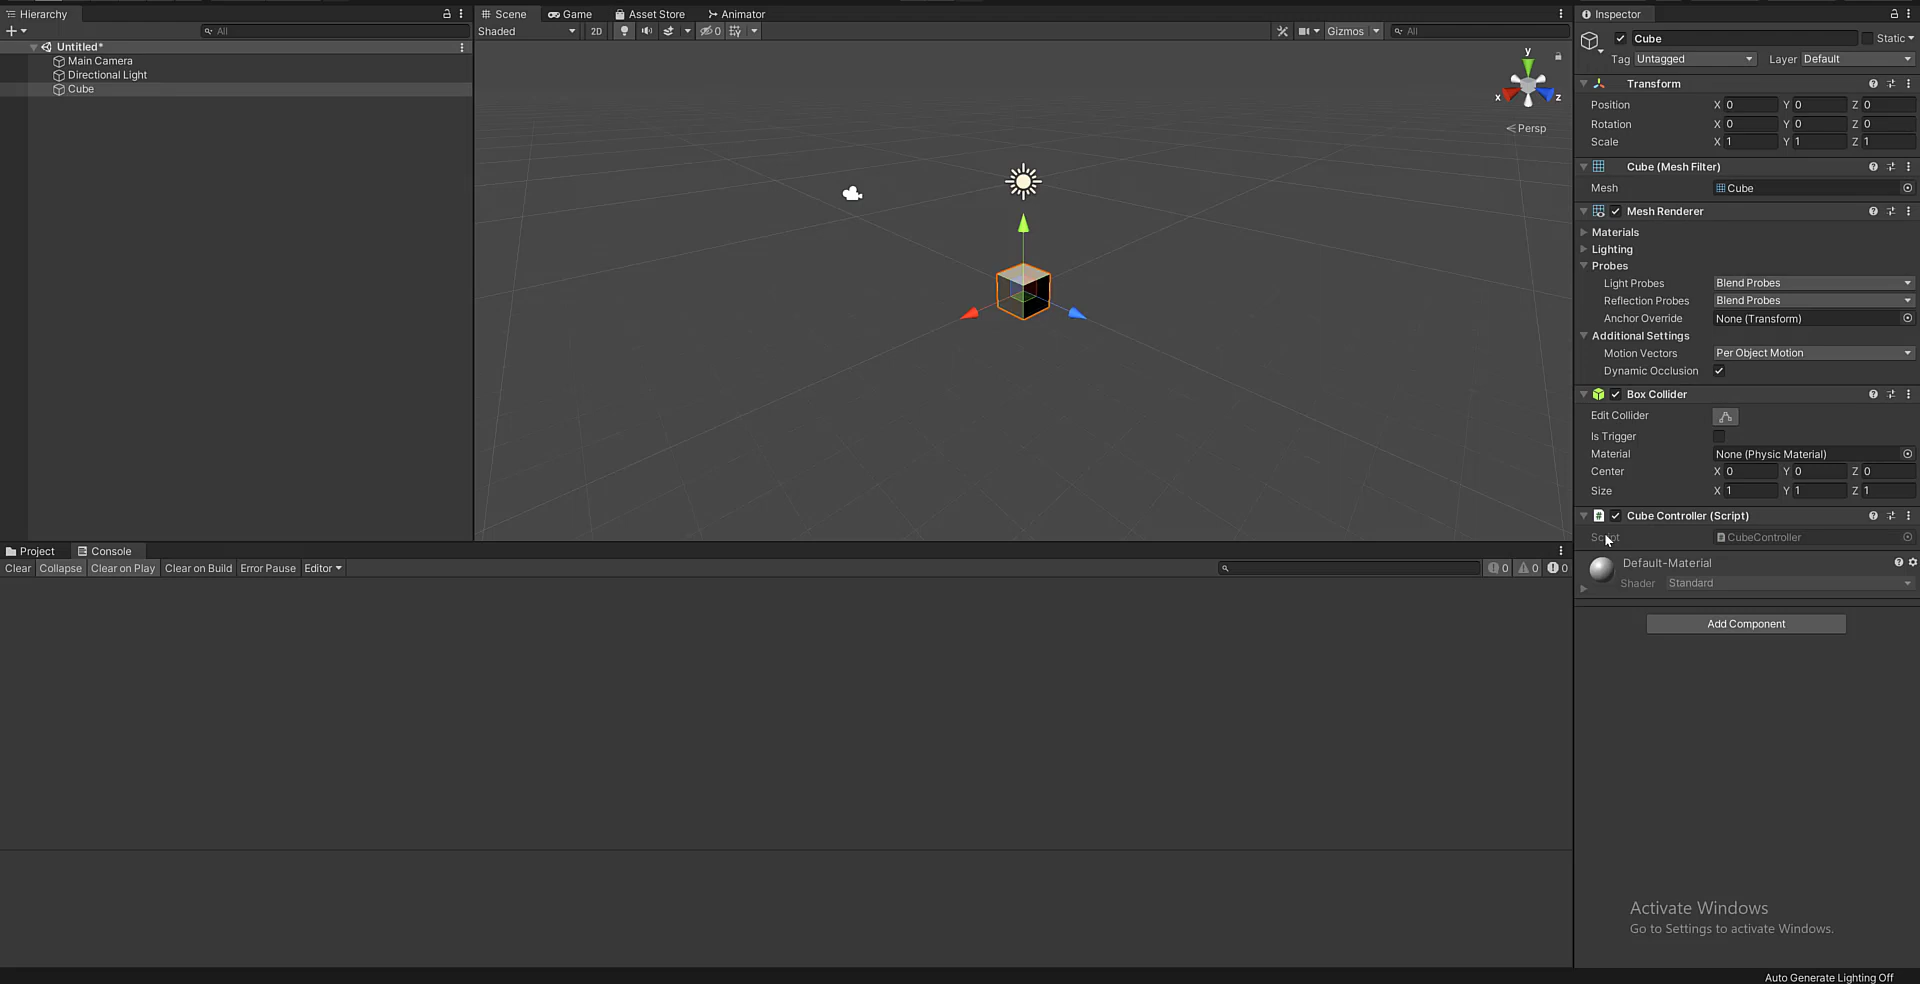 Hierarchy
All
Untitled*
Main Camera
Directional Light
Cube
Scene
Game
Asset Store
Animator
Shaded
2D
0
Gizmos
All
y
x
z
Persp
Project
Console
Clear
Collapse
Clear on Play
Clear on Build
Error Pause
Editor
0
0
0
Inspector
Cube
Static
Tag Untagged Layer Default
Transform
Position X 0 Y 0 Z 0
Rotation X 0 Y 0 Z 0
Scale X 1 Y 1 Z 1
Cube (Mesh Filter)
Mesh Cube
Mesh Renderer
Materials
Lighting
Probes
Light Probes Blend Probes
Reflection Probes Blend Probes
Anchor Override None (Transform)
Additional Settings
Motion Vectors Per Object Motion
Dynamic Occlusion
Box Collider
Edit Collider
Is Trigger
Material None (Physic Material)
Center X 0 Y 0 Z 0
Size X 1 Y 1 Z 1
Cube Controller (Script)
Script CubeController
Default-Material
Shader Standard
Add Component
Activate Windows
Go to Settings to activate Windows.
Auto Generate Lighting Off